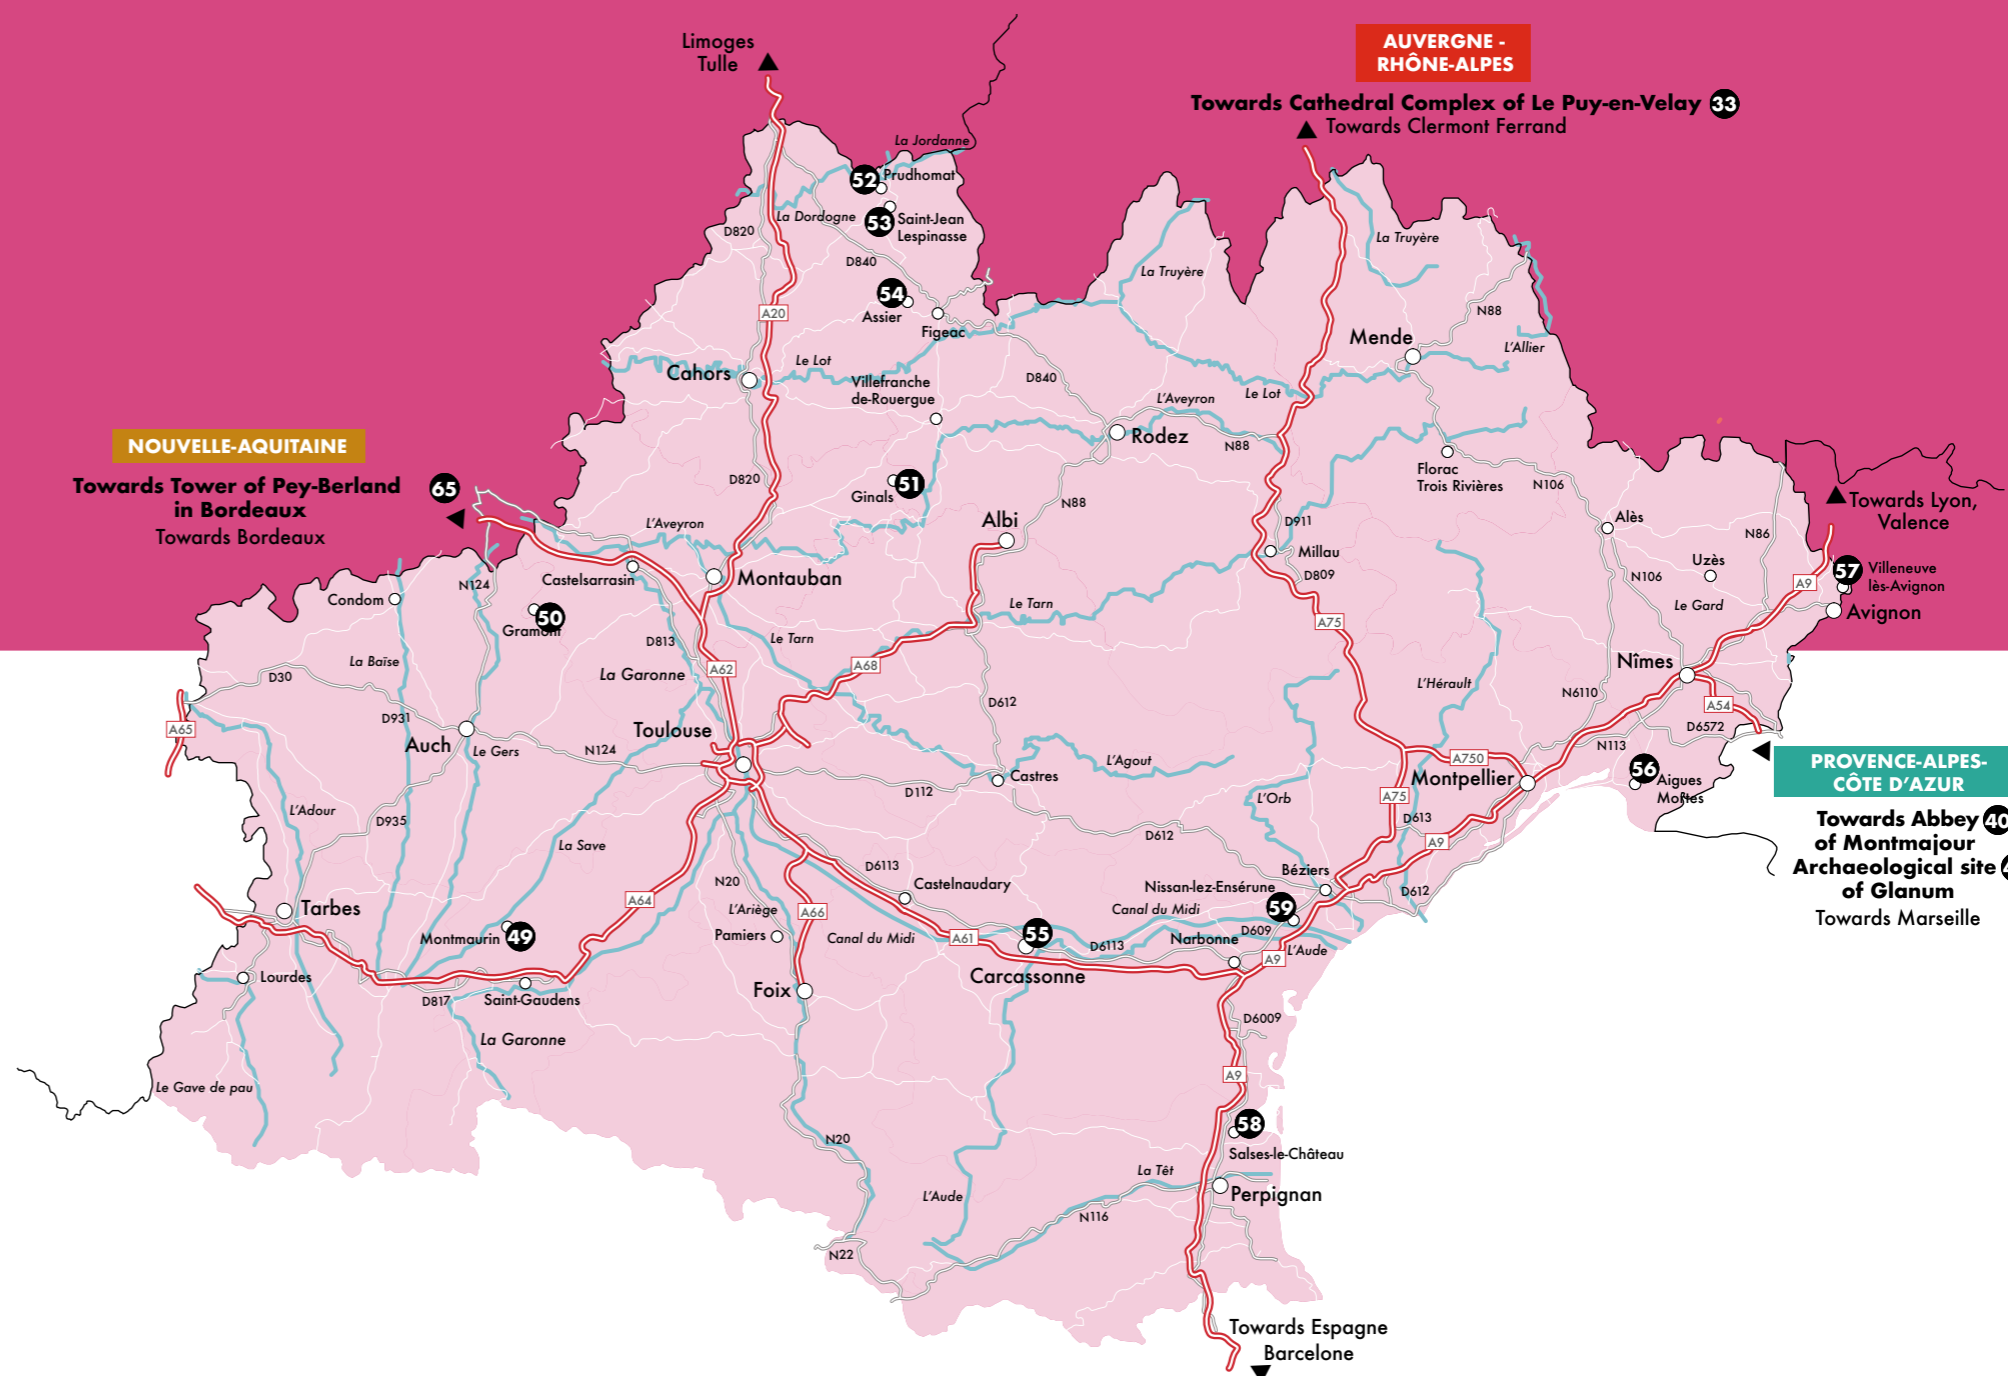 Limoges
Tulle
AUVERGNE -
RHÔNE-ALPES
Towards Cathedral Complex of Le Puy-en-Velay 33
Towards Clermont Ferrand
La Jordanne
52 Prudhomat
La Dordogne
53 Saint-Jean
Lespinasse
D820
D840
La Truyère
La Truyère
54
Assier
A20
Figeac
N88
Mende
L'Allier
Le Lot
Cahors
Villefranche
de-Rouergue
D840
L'Aveyron
Le Lot
Rodez
N88
NOUVELLE-AQUITAINE
Towards Tower of Pey-Berland
in Bordeaux
65
Towards Bordeaux
D820
Ginals 51
N88
Florac
Trois Rivières
N106
Towards Lyon,
Valence
L'Aveyron
Albi
D911
Alès
N86
Millau
Uzès
57 Villeneuve
lès-Avignon
Castelsarrasin
Montauban
D809
N106
A9
N124
Condom
Le Tarn
Le Gard
Avignon
50
Gramont
A75
D813
Le Tarn
La Baïse
A62
A68
Nîmes
D30
La Garonne
L'Hérault
N6110
A54
D931
D612
A65
Toulouse
D6572
Auch
Le Gers
N124
N113
A750
PROVENCE-ALPES-
CÔTE D'AZUR
L'Agout
Castres
Montpellier
56 Aigues
Mortes
D112
L'Orb
A75
L'Adour
D935
D613
Towards Abbey 40
of Montmajour
Archaeological site
of Glanum
Towards Marseille
D612
La Save
A9
D6113
Béziers
N20
Castelnaudary
Nissan-lez-Ensérune
D612
A64
Tarbes
L'Ariège
A66
Canal du Midi
59
Montmaurin 49
Pamiers
Canal du Midi
A61
55
D6113
Narbonne
D609
L'Aude
A9
Lourdes
Carcassonne
Foix
D817
Saint-Gaudens
D6009
La Garonne
A9
Le Gave de pau
58
N20
Salses-le-Château
La Têt
Perpignan
L'Aude
N116
N22
Towards Espagne
Barcelone